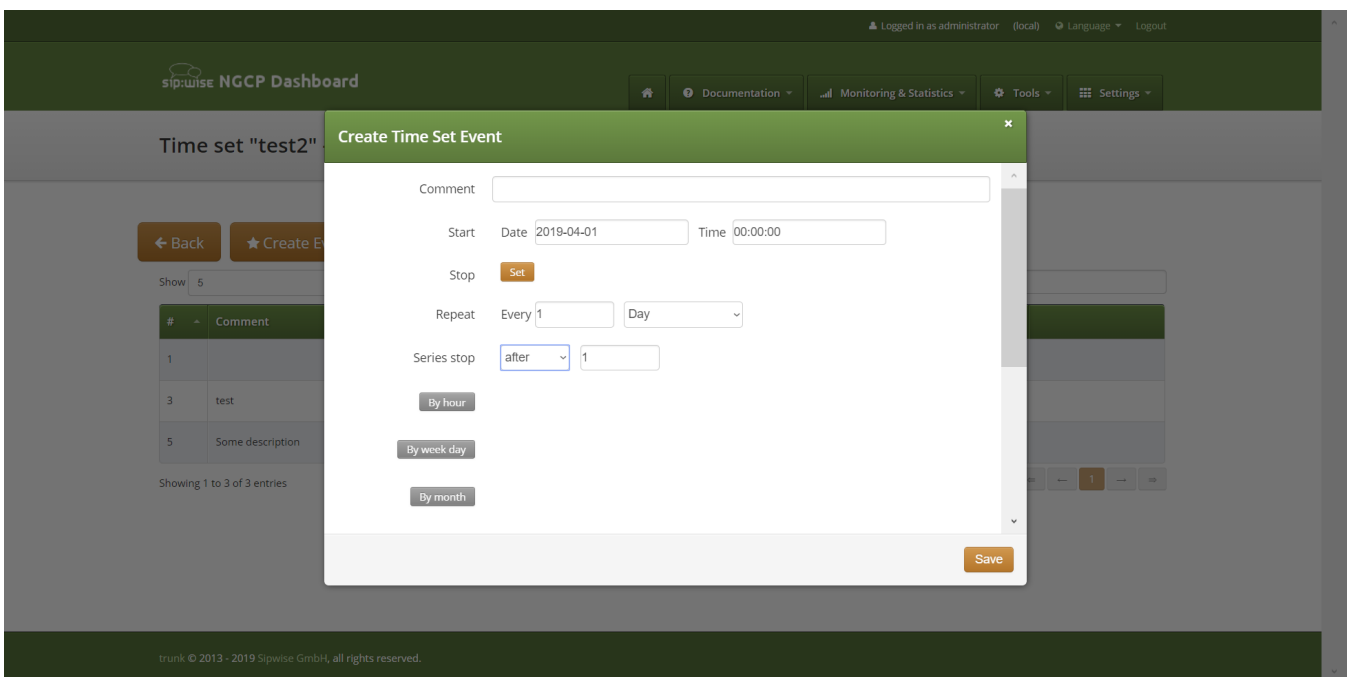 Logged in as administrator (local) Language Logout
sip:wise NGCP Dashboard
Documentation Monitoring & Statistics Tools Settings
Time set "test2"
Create Time Set Event
Comment
Start Date 2019-04-01 Time 00:00:00
Back Create E
Stop Set
Show 5
Repeat Every 1 Day
# Comment
Series stop after 1
1
By hour
3 test
5 Some description
By week day
Showing 1 to 3 of 3 entries
1
By month
Save
trunk © 2013 - 2019 Sipwise GmbH, all rights reserved.